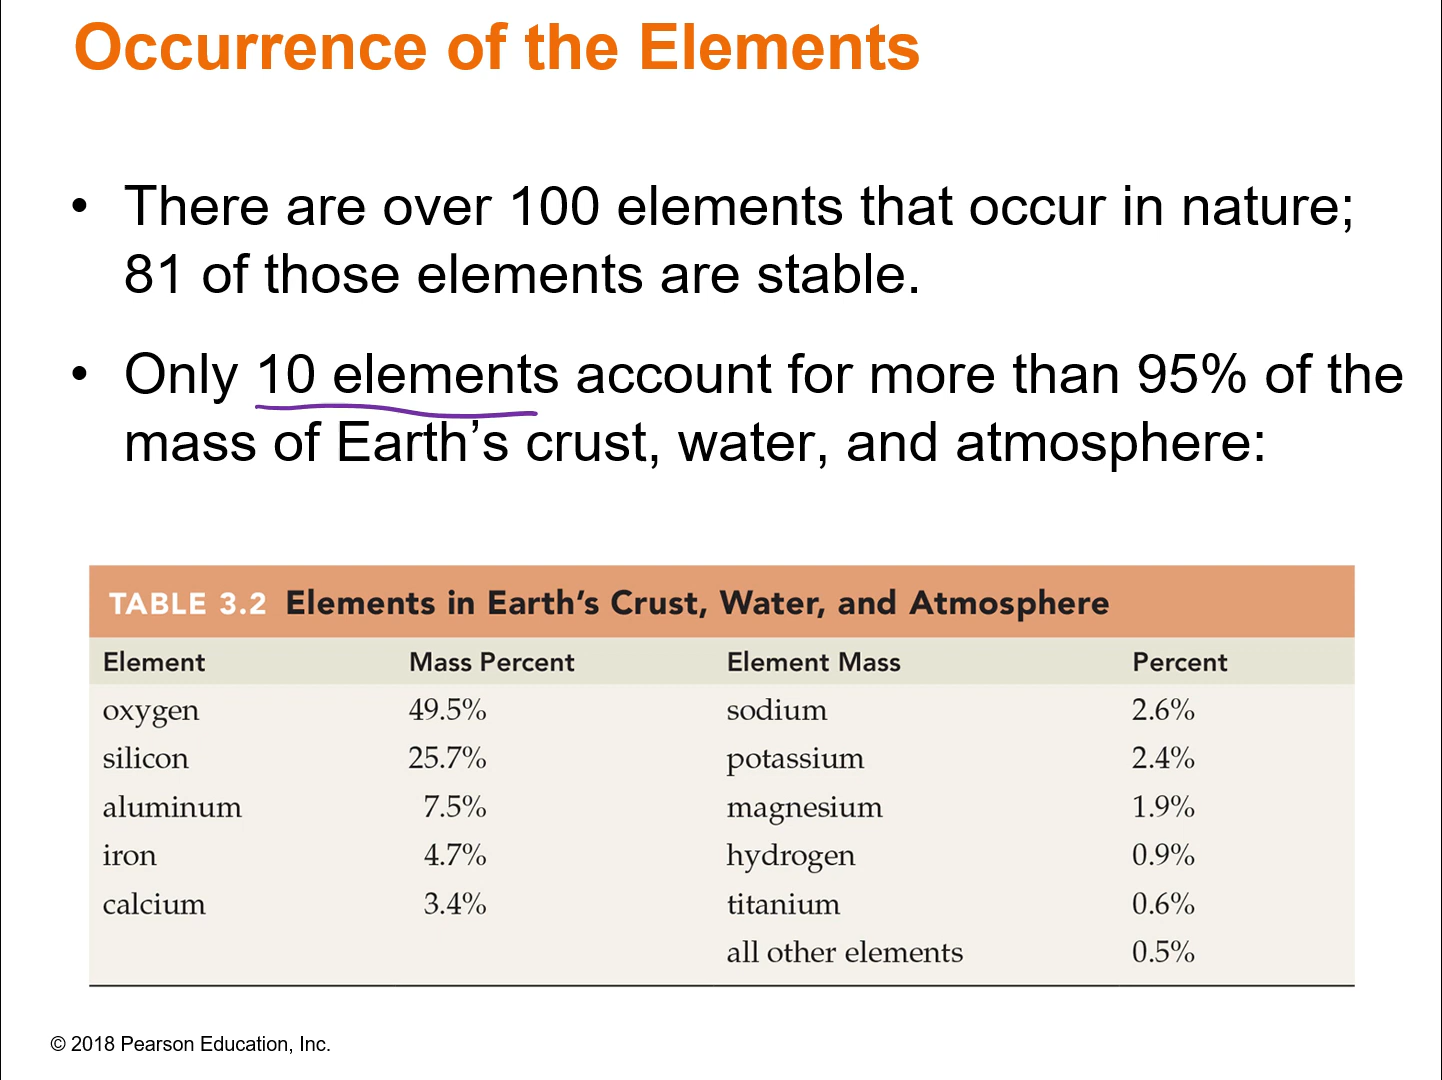 Occurrence of the Elements
• There are over 100 elements that occur in nature;
81 of those elements are stable.
• Only 10 elements account for more than 95% of the
mass of Earth’s crust, water, and atmosphere:
TABLE 3.2 Elements in Earth’s Crust, Water, and Atmosphere
Element Mass Percent Element Mass Percent
oxygen 49.5% sodium 2.6%
silicon 25.7% potassium 2.4%
aluminum 7.5% magnesium 1.9%
iron 4.7% hydrogen 0.9%
calcium 3.4% titanium 0.6%
all other elements 0.5%
© 2018 Pearson Education, Inc.